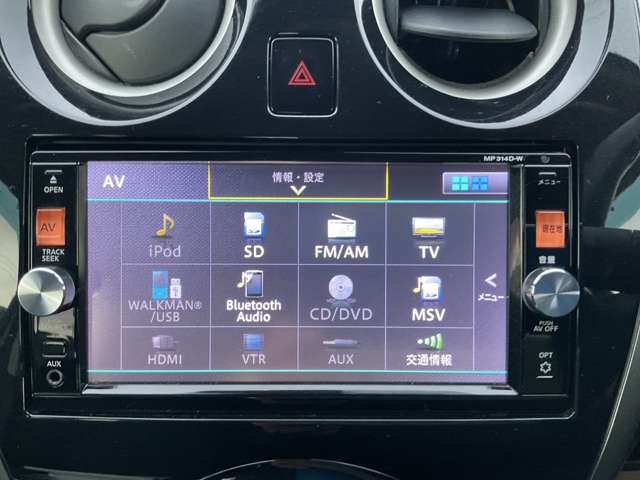 MP314D-W
OPEN
AV
TRACK
SEEK
AUX
AV
情報・設定
iPod
SD
FM/AM
TV
WALKMAN®
/USB
Bluetooth
Audio
CD/DVD
MSV
<
メニュー
HDMI
VTR
AUX
交通情報
メニュー
現在地
音量
PUSH
AV OFF
OPT